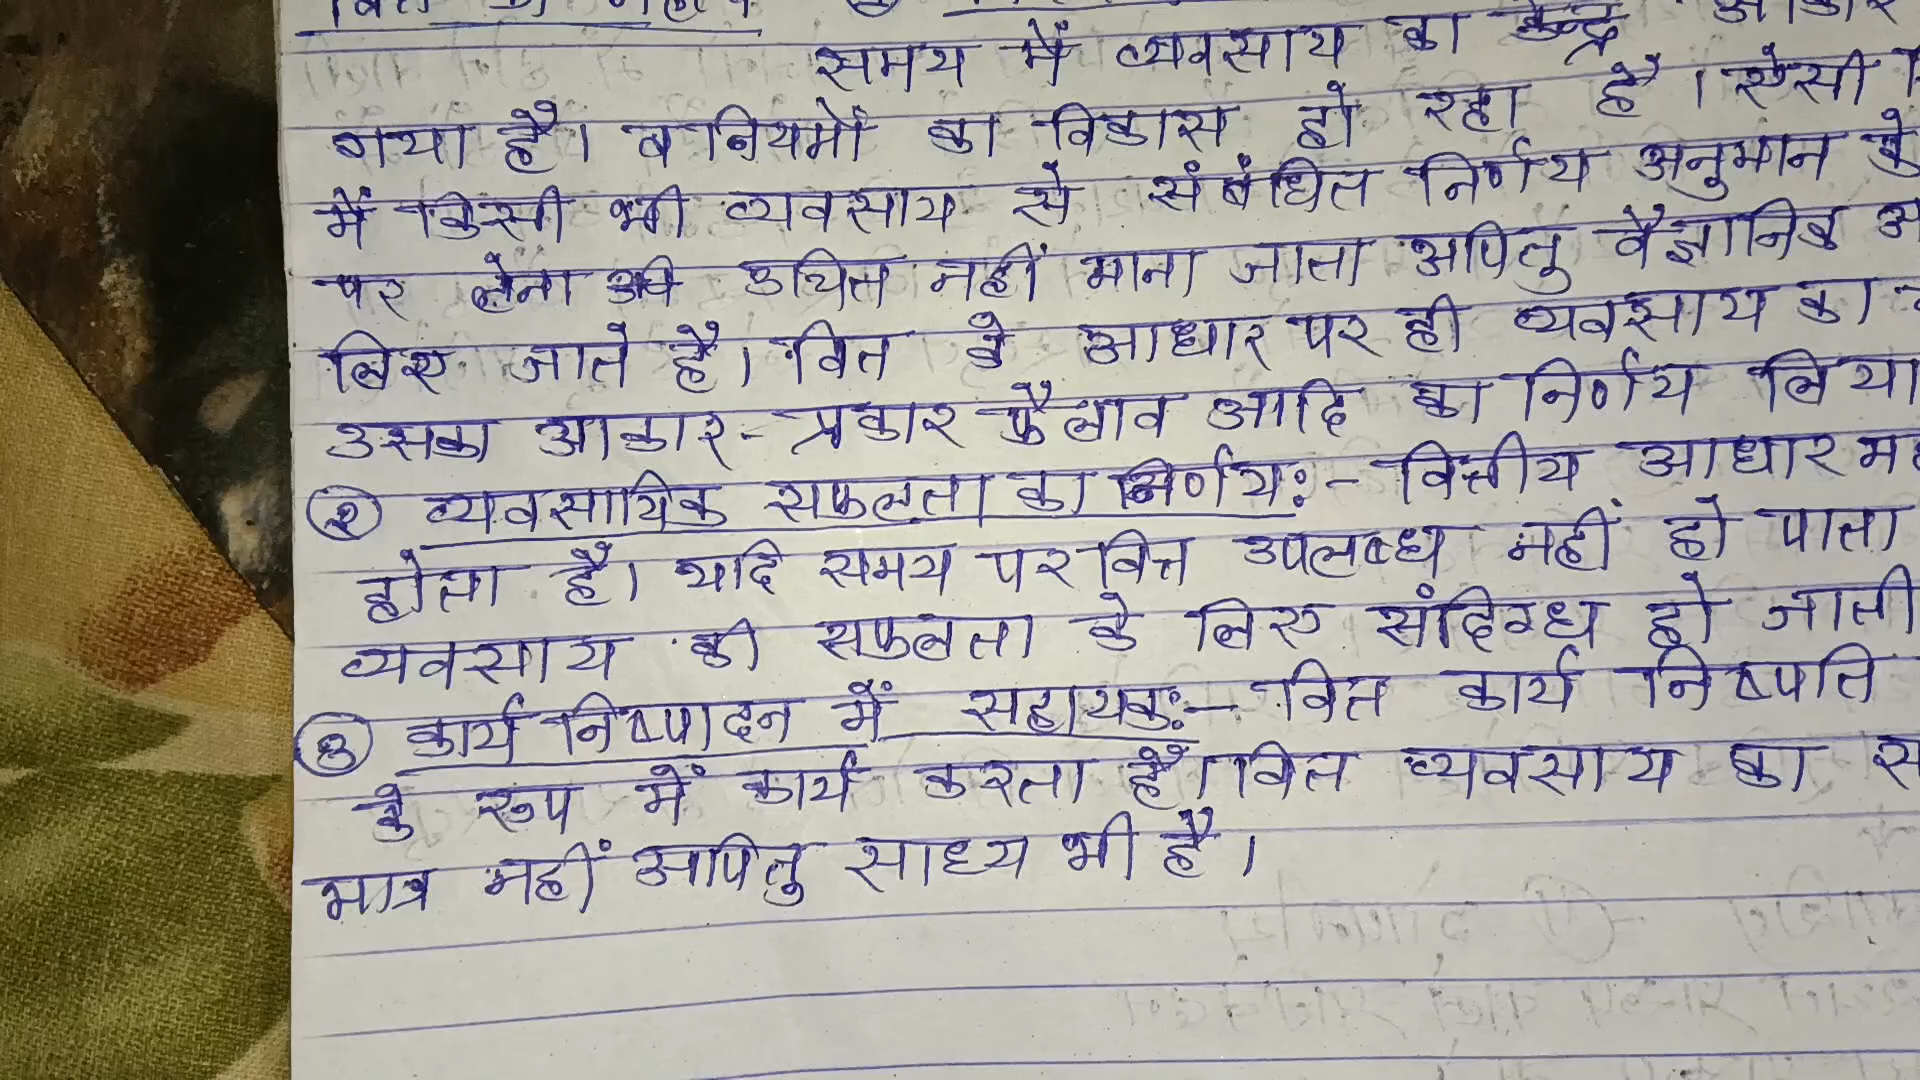 समय में व्यवसाय का केन्द्र
गया है। व नियमों का विकास हो रहा है। ऐसी
में किसी भी व्यवसाय से संबंधित निर्णय अनुमान के
पर लेना उचित नहीं माना जाता अपितु वैज्ञानिक
लिए जाते है। वित के आधार पर ही व्यवसाय का
उसका आकार - प्रकार फैलाव आदि का निर्णय लिया
② व्यवसायिक सफलता का निर्णय:- वित्तीय आधार
होता है। यदि समय पर वित्त उपलब्ध नहीं हो पाता
व्यवसाय की सफलता के लिए संदिग्ध हो जाती
③ कार्य निष्पादन में सहायक:- वित कार्य निष्पति
के रूप में कार्य करता है। वित व्यवसाय का
मात्र नहीं अपितु साध्य भी है।